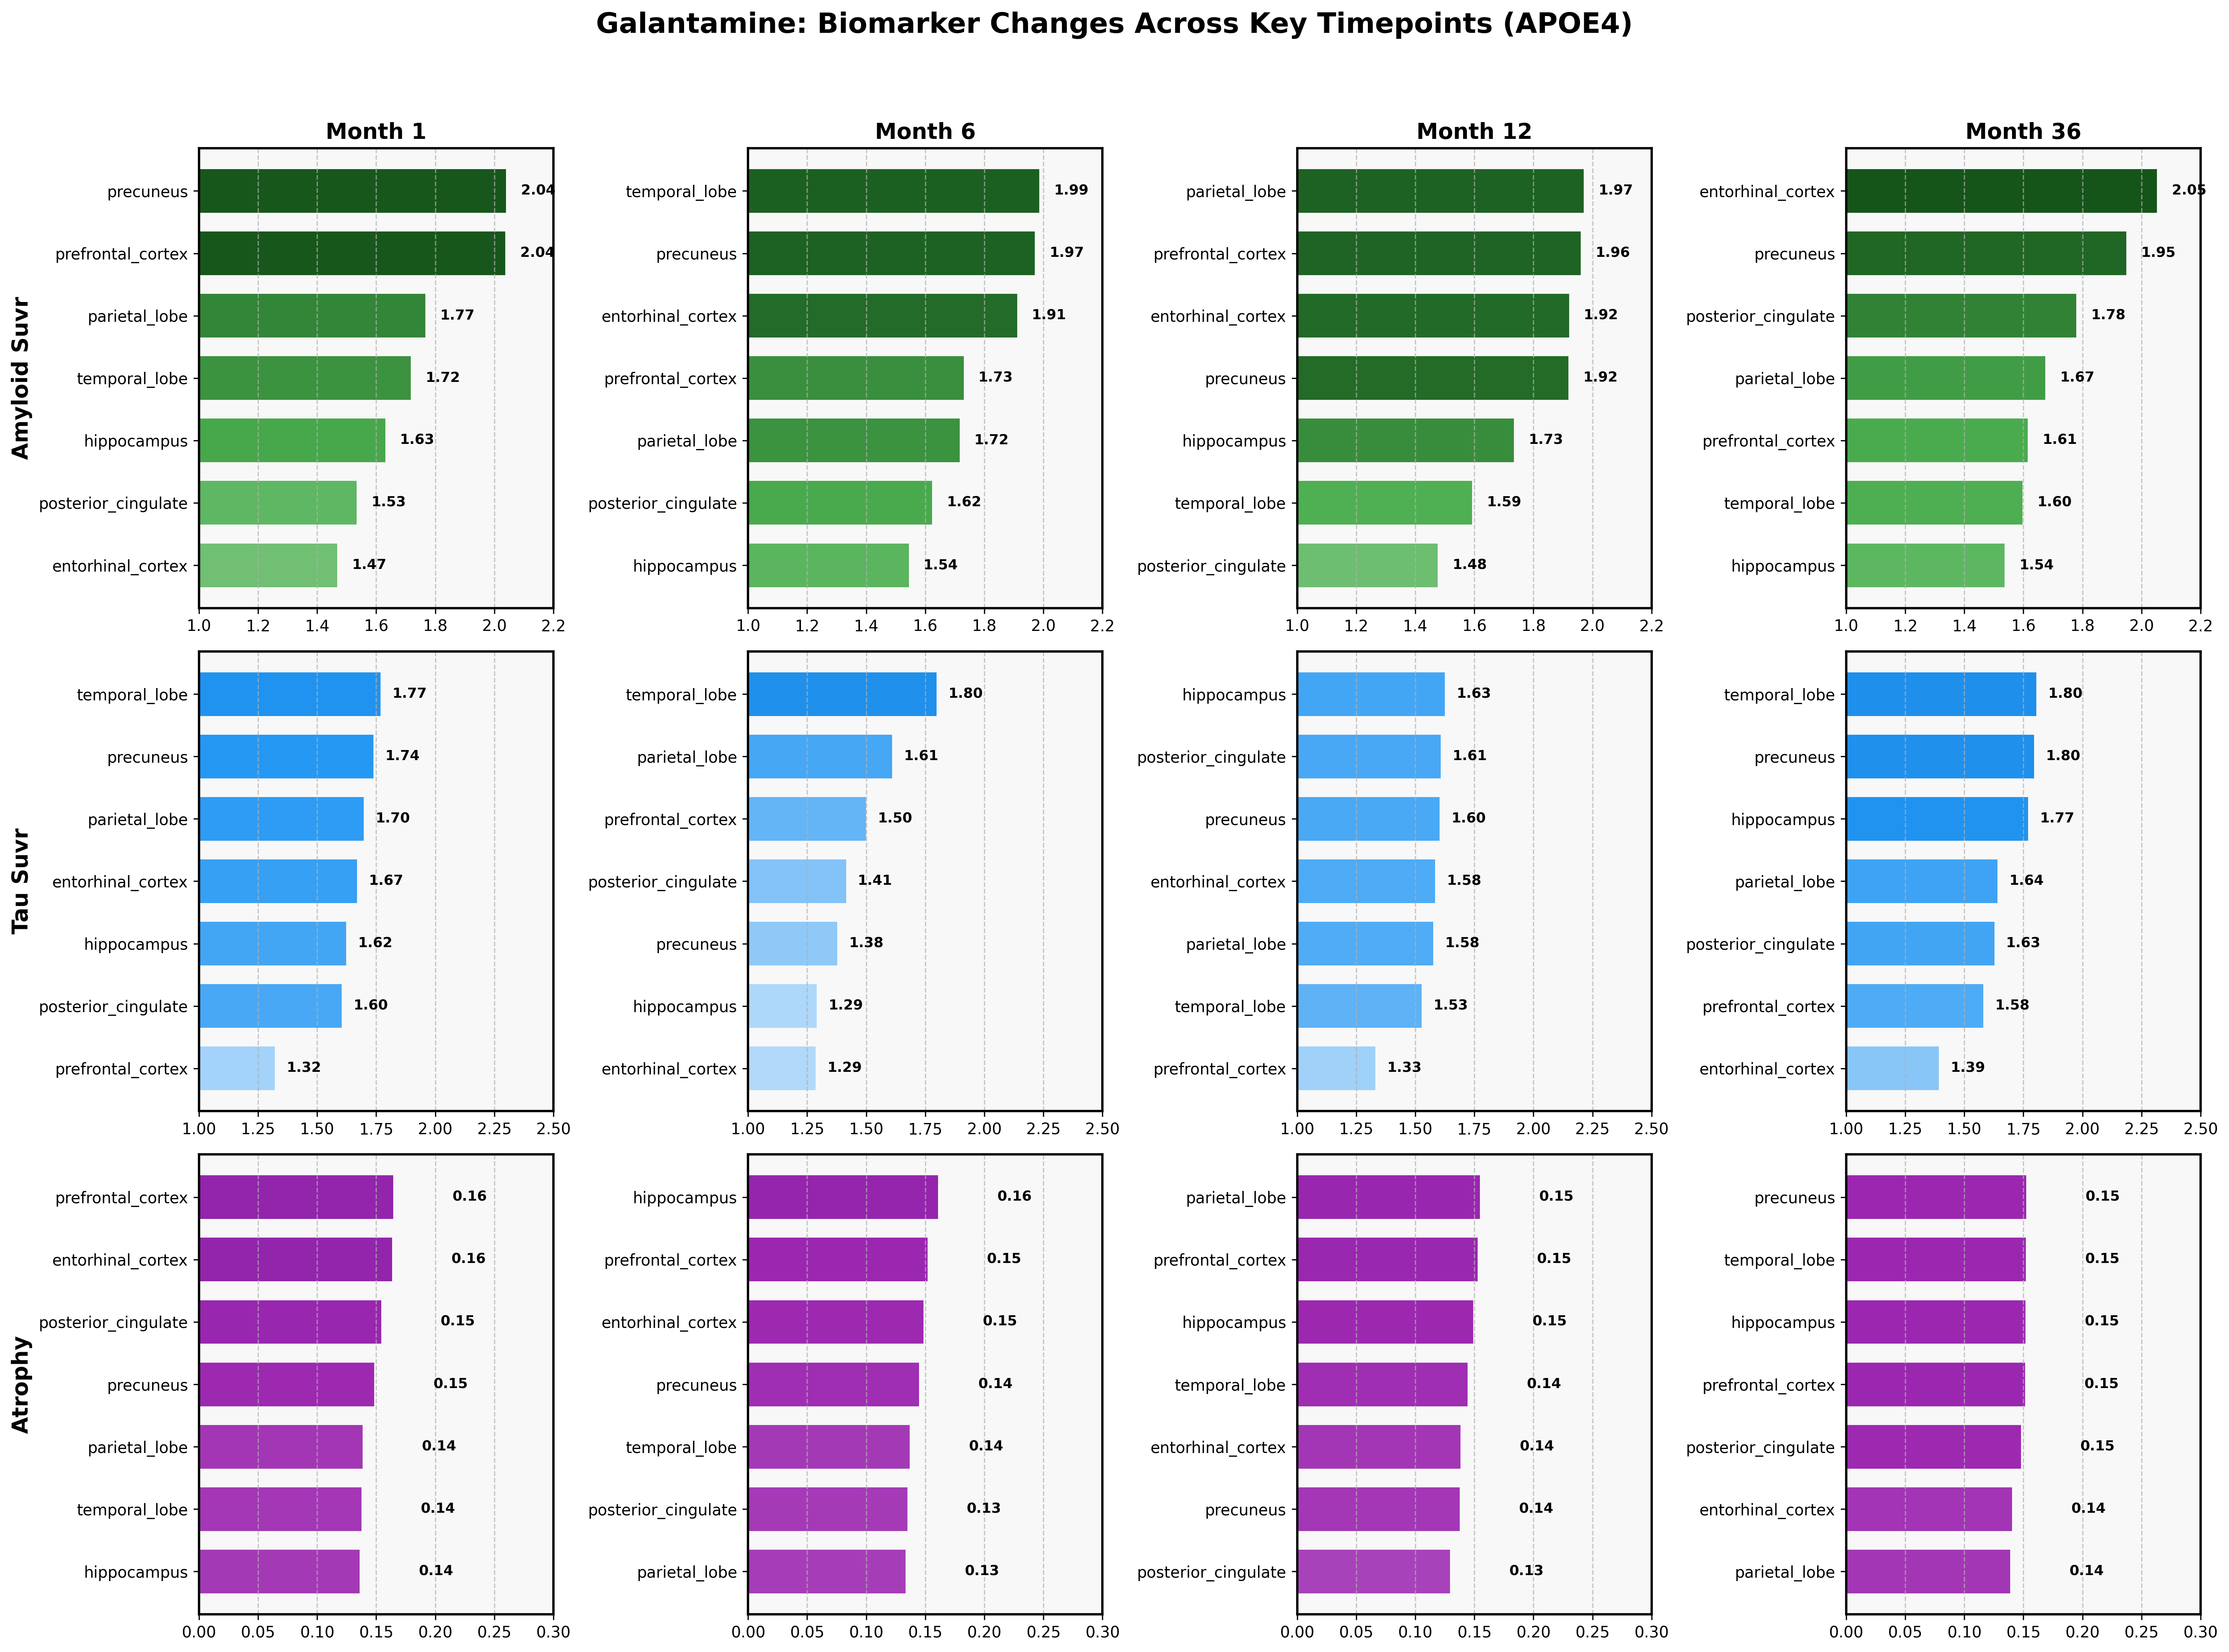 Galantamine: Biomarker Changes Across Key Timepoints (APOE4)
Month 1
Month 6
Month 12
Month 36
Amyloid Suvr
precuneus 2.04
prefrontal_cortex 2.04
parietal_lobe 1.77
temporal_lobe 1.72
hippocampus 1.63
posterior_cingulate 1.53
entorhinal_cortex 1.47
1.0 1.2 1.4 1.6 1.8 2.0 2.2
temporal_lobe 1.99
precuneus 1.97
entorhinal_cortex 1.91
prefrontal_cortex 1.73
parietal_lobe 1.72
posterior_cingulate 1.62
hippocampus 1.54
1.0 1.2 1.4 1.6 1.8 2.0 2.2
parietal_lobe 1.97
prefrontal_cortex 1.96
entorhinal_cortex 1.92
precuneus 1.92
hippocampus 1.73
temporal_lobe 1.59
posterior_cingulate 1.48
1.0 1.2 1.4 1.6 1.8 2.0 2.2
entorhinal_cortex 2.05
precuneus 1.95
posterior_cingulate 1.78
parietal_lobe 1.67
prefrontal_cortex 1.61
temporal_lobe 1.60
hippocampus 1.54
1.0 1.2 1.4 1.6 1.8 2.0 2.2
Tau Suvr
temporal_lobe 1.77
precuneus 1.74
parietal_lobe 1.70
entorhinal_cortex 1.67
hippocampus 1.62
posterior_cingulate 1.60
prefrontal_cortex 1.32
1.00 1.25 1.50 1.75 2.00 2.25 2.50
temporal_lobe 1.80
parietal_lobe 1.61
prefrontal_cortex 1.50
posterior_cingulate 1.41
precuneus 1.38
hippocampus 1.29
entorhinal_cortex 1.29
1.00 1.25 1.50 1.75 2.00 2.25 2.50
hippocampus 1.63
posterior_cingulate 1.61
precuneus 1.60
entorhinal_cortex 1.58
parietal_lobe 1.58
temporal_lobe 1.53
prefrontal_cortex 1.33
1.00 1.25 1.50 1.75 2.00 2.25 2.50
temporal_lobe 1.80
precuneus 1.80
hippocampus 1.77
parietal_lobe 1.64
posterior_cingulate 1.63
prefrontal_cortex 1.58
entorhinal_cortex 1.39
1.00 1.25 1.50 1.75 2.00 2.25 2.50
Atrophy
prefrontal_cortex 0.16
entorhinal_cortex 0.16
posterior_cingulate 0.15
precuneus 0.15
parietal_lobe 0.14
temporal_lobe 0.14
hippocampus 0.14
0.00 0.05 0.10 0.15 0.20 0.25 0.30
hippocampus 0.16
prefrontal_cortex 0.15
entorhinal_cortex 0.15
precuneus 0.14
temporal_lobe 0.14
posterior_cingulate 0.13
parietal_lobe 0.13
0.00 0.05 0.10 0.15 0.20 0.25 0.30
parietal_lobe 0.15
prefrontal_cortex 0.15
hippocampus 0.15
temporal_lobe 0.14
entorhinal_cortex 0.14
precuneus 0.14
posterior_cingulate 0.13
0.00 0.05 0.10 0.15 0.20 0.25 0.30
precuneus 0.15
temporal_lobe 0.15
hippocampus 0.15
prefrontal_cortex 0.15
posterior_cingulate 0.15
entorhinal_cortex 0.14
parietal_lobe 0.14
0.00 0.05 0.10 0.15 0.20 0.25 0.30